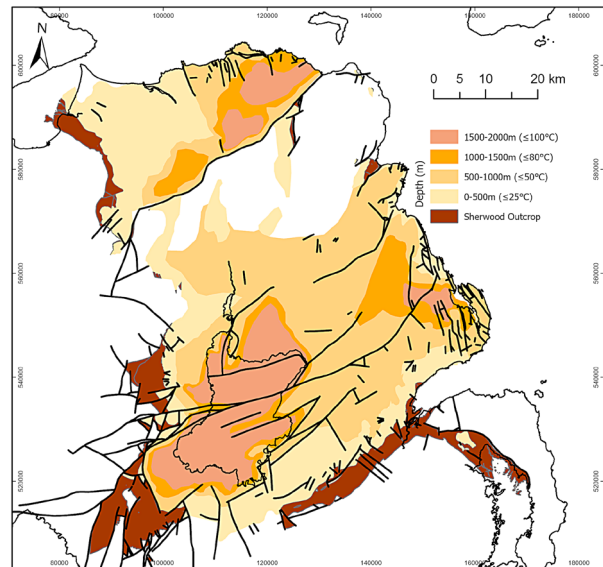 80000 100000 120000 140000 160000 180000
N
600000
0 5 10 20 km
1500-2000m (≤100°C)
1000-1500m (≤80°C)
500-1000m (≤50°C)
0-500m (≤25°C)
Sherwood Outcrop
Depth (m)
580000 580000
560000 560000
540000 540000
520000 520000
80000 100000 120000 140000 160000 180000